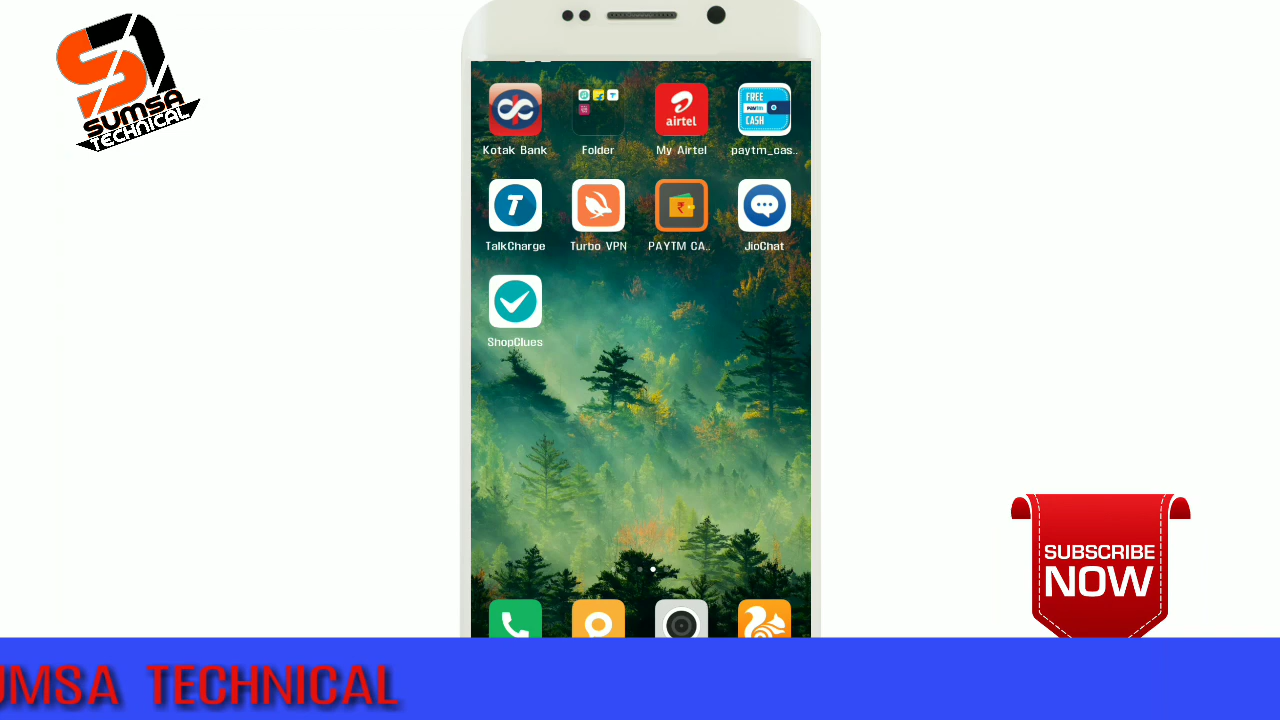 SUMSA
TECHNICAL
Kotak Bank
Folder
airtel
My Airtel
FREE
PAYTM
CASH
paytm_cas..
T
TalkCharge
Turbo VPN
₹
PAYTM CA..
JioChat
ShopClues
SUBSCRIBE
NOW
UMSA TECHNICAL